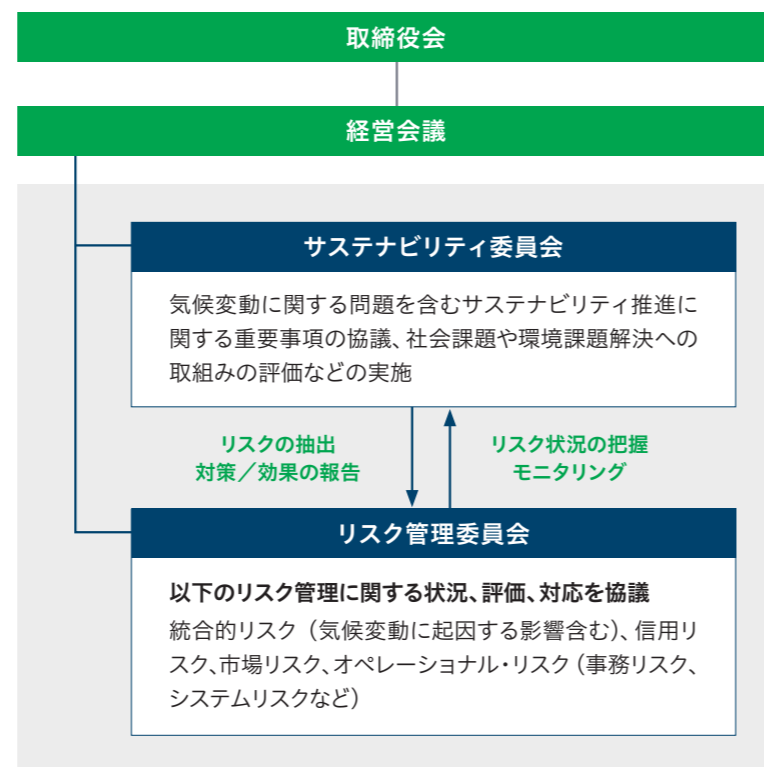 取締役会
経営会議
サステナビリティ委員会
気候変動に関する問題を含むサステナビリティ推進に
関する重要事項の協議、社会課題や環境課題解決への
取組みの評価などの実施
リスクの抽出
対策／効果の報告
リスク状況の把握
モニタリング
リスク管理委員会
以下のリスク管理に関する状況、評価、対応を協議
統合的リスク（気候変動に起因する影響含む）、信用リ
スク、市場リスク、オペレーショナル・リスク（事務リスク、
システムリスクなど）